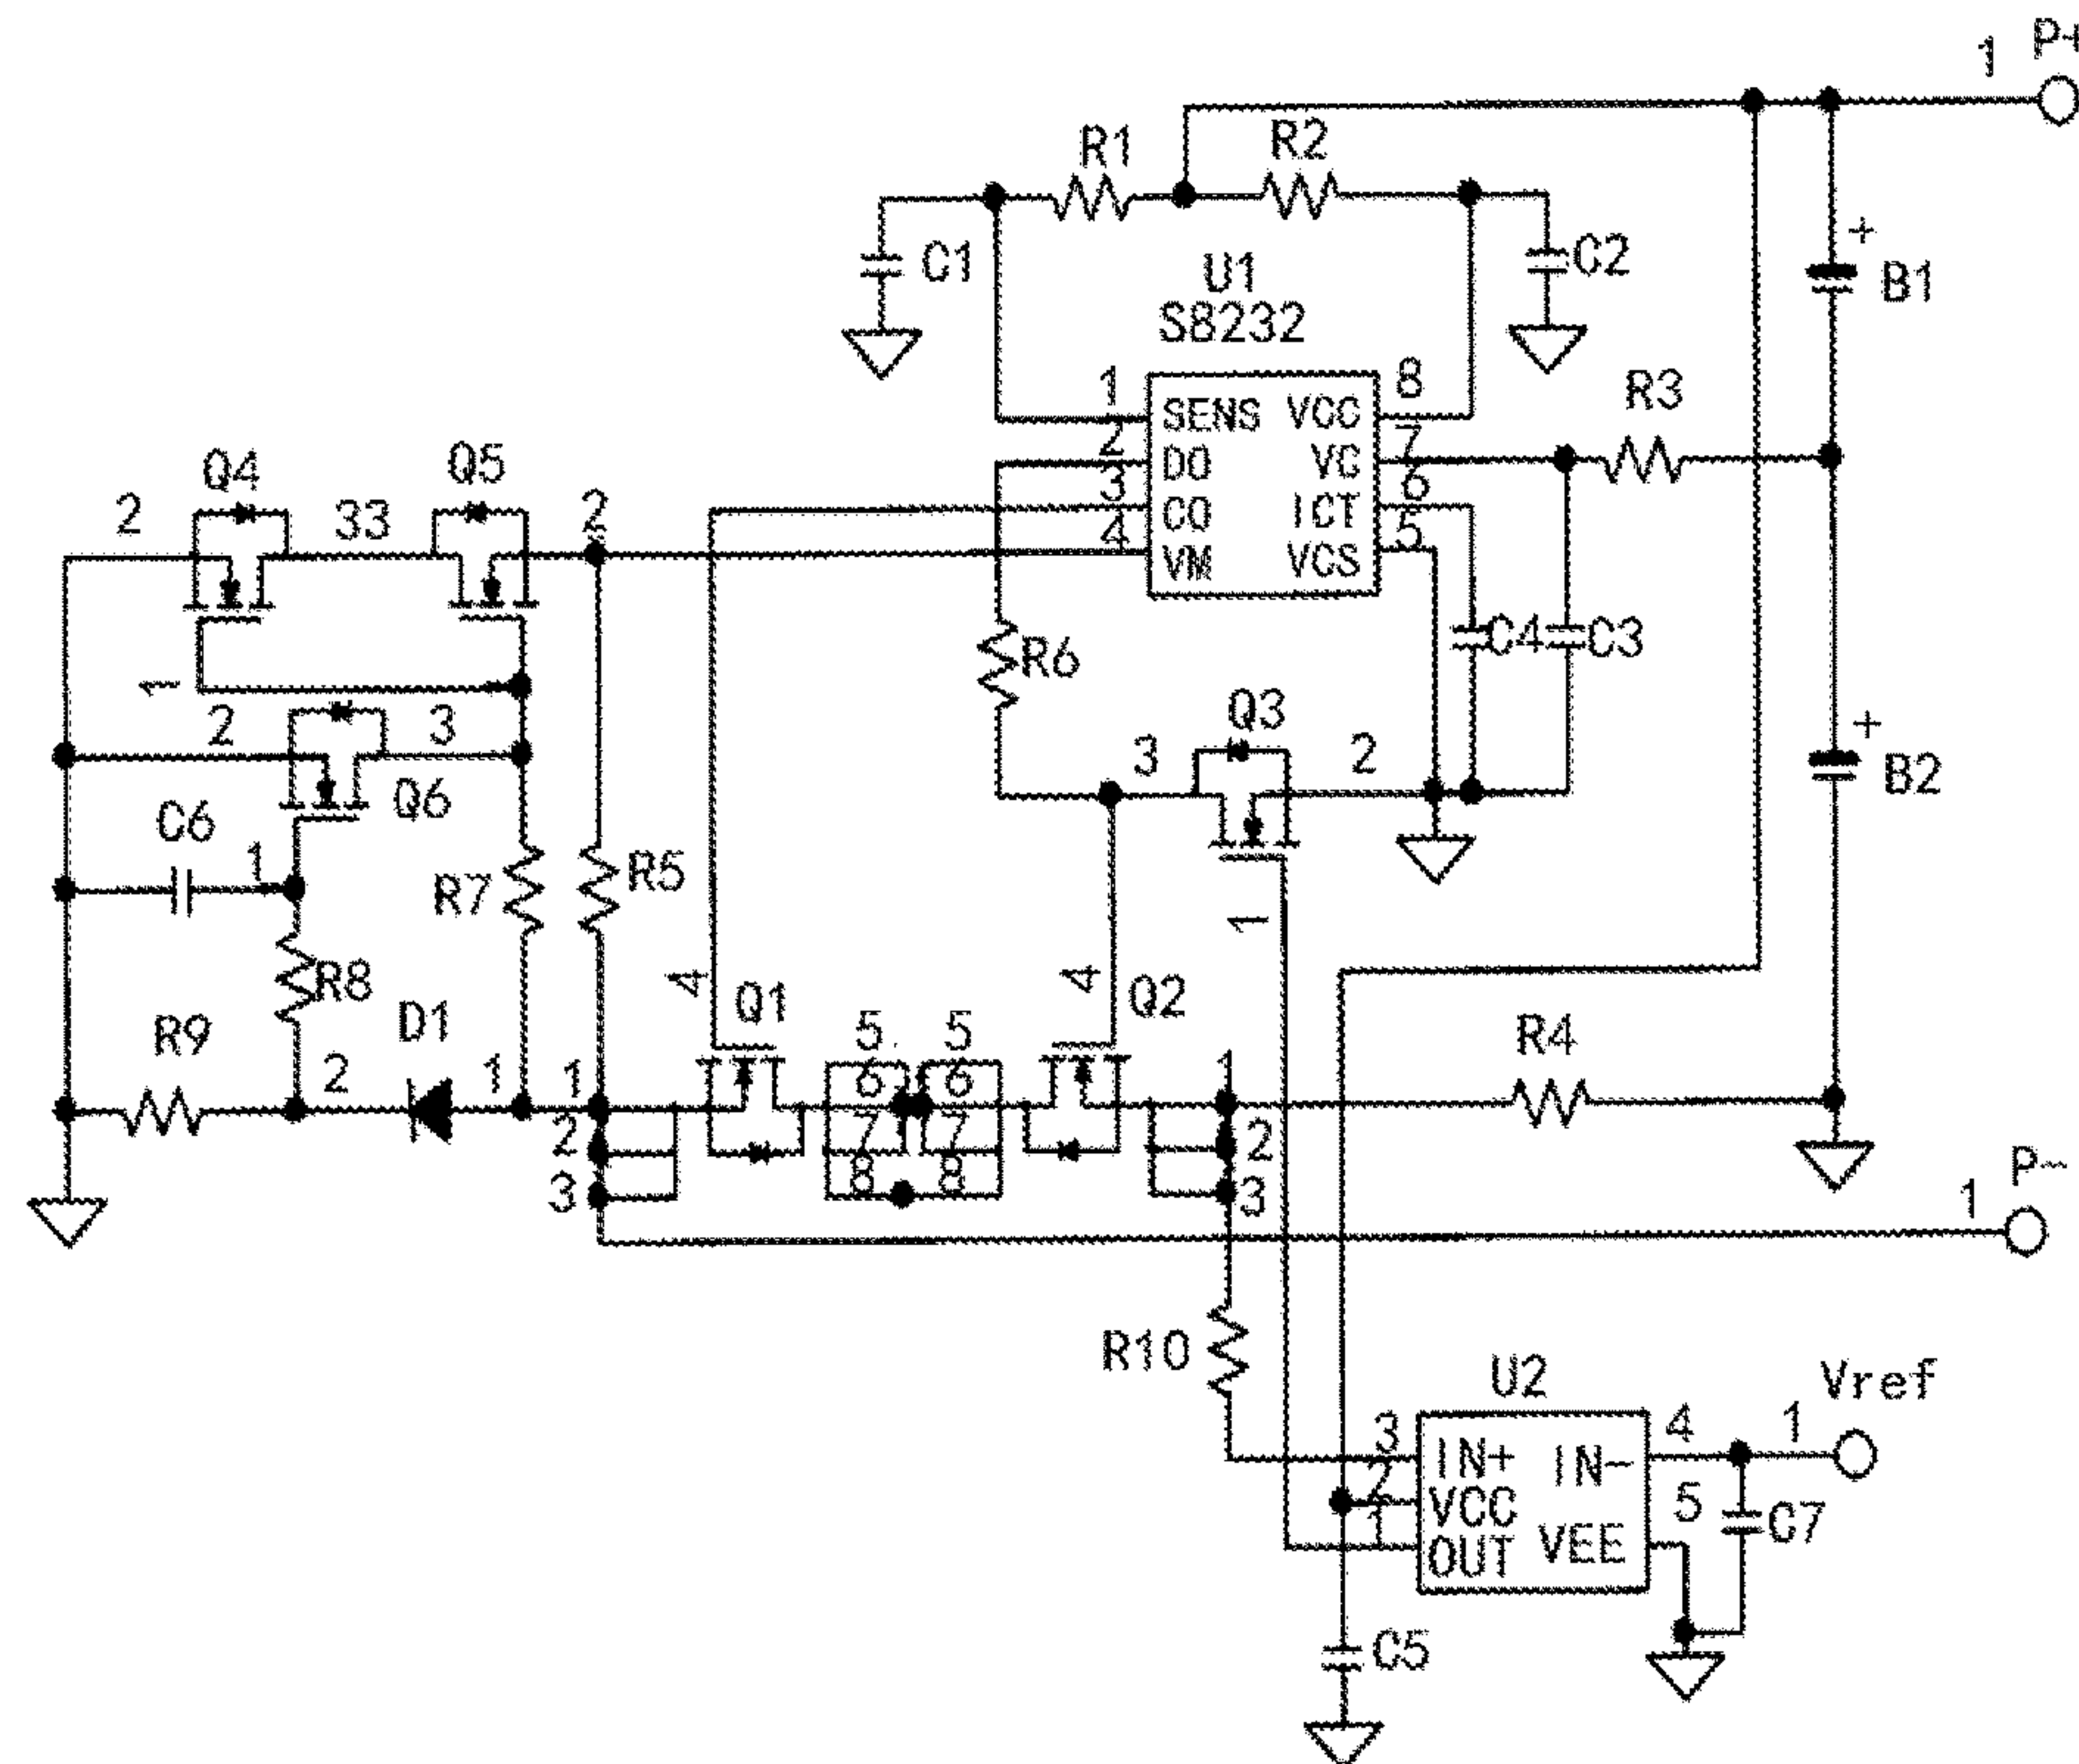 P+
1
R1
R2
C1
C2
+
B1
U1
S8232
1
8
R3
SENS
VCC
2
7
DO
VC
3
6
CO
ICT
4
5
VM
VCS
Q4
Q5
2
33
2
R6
C4
C3
1
2
3
Q3
+
3
2
B2
Q6
C6
1
R7
R5
1
R8
4
Q1
4
Q2
R9
D1
5
5
R4
2
1
1
6
6
1
2
7
7
2
3
8
8
3
P-
1
R10
U2
Vref
3
4
1
IN+
IN-
2
5
VCC
C7
1
OUT
VEE
C5